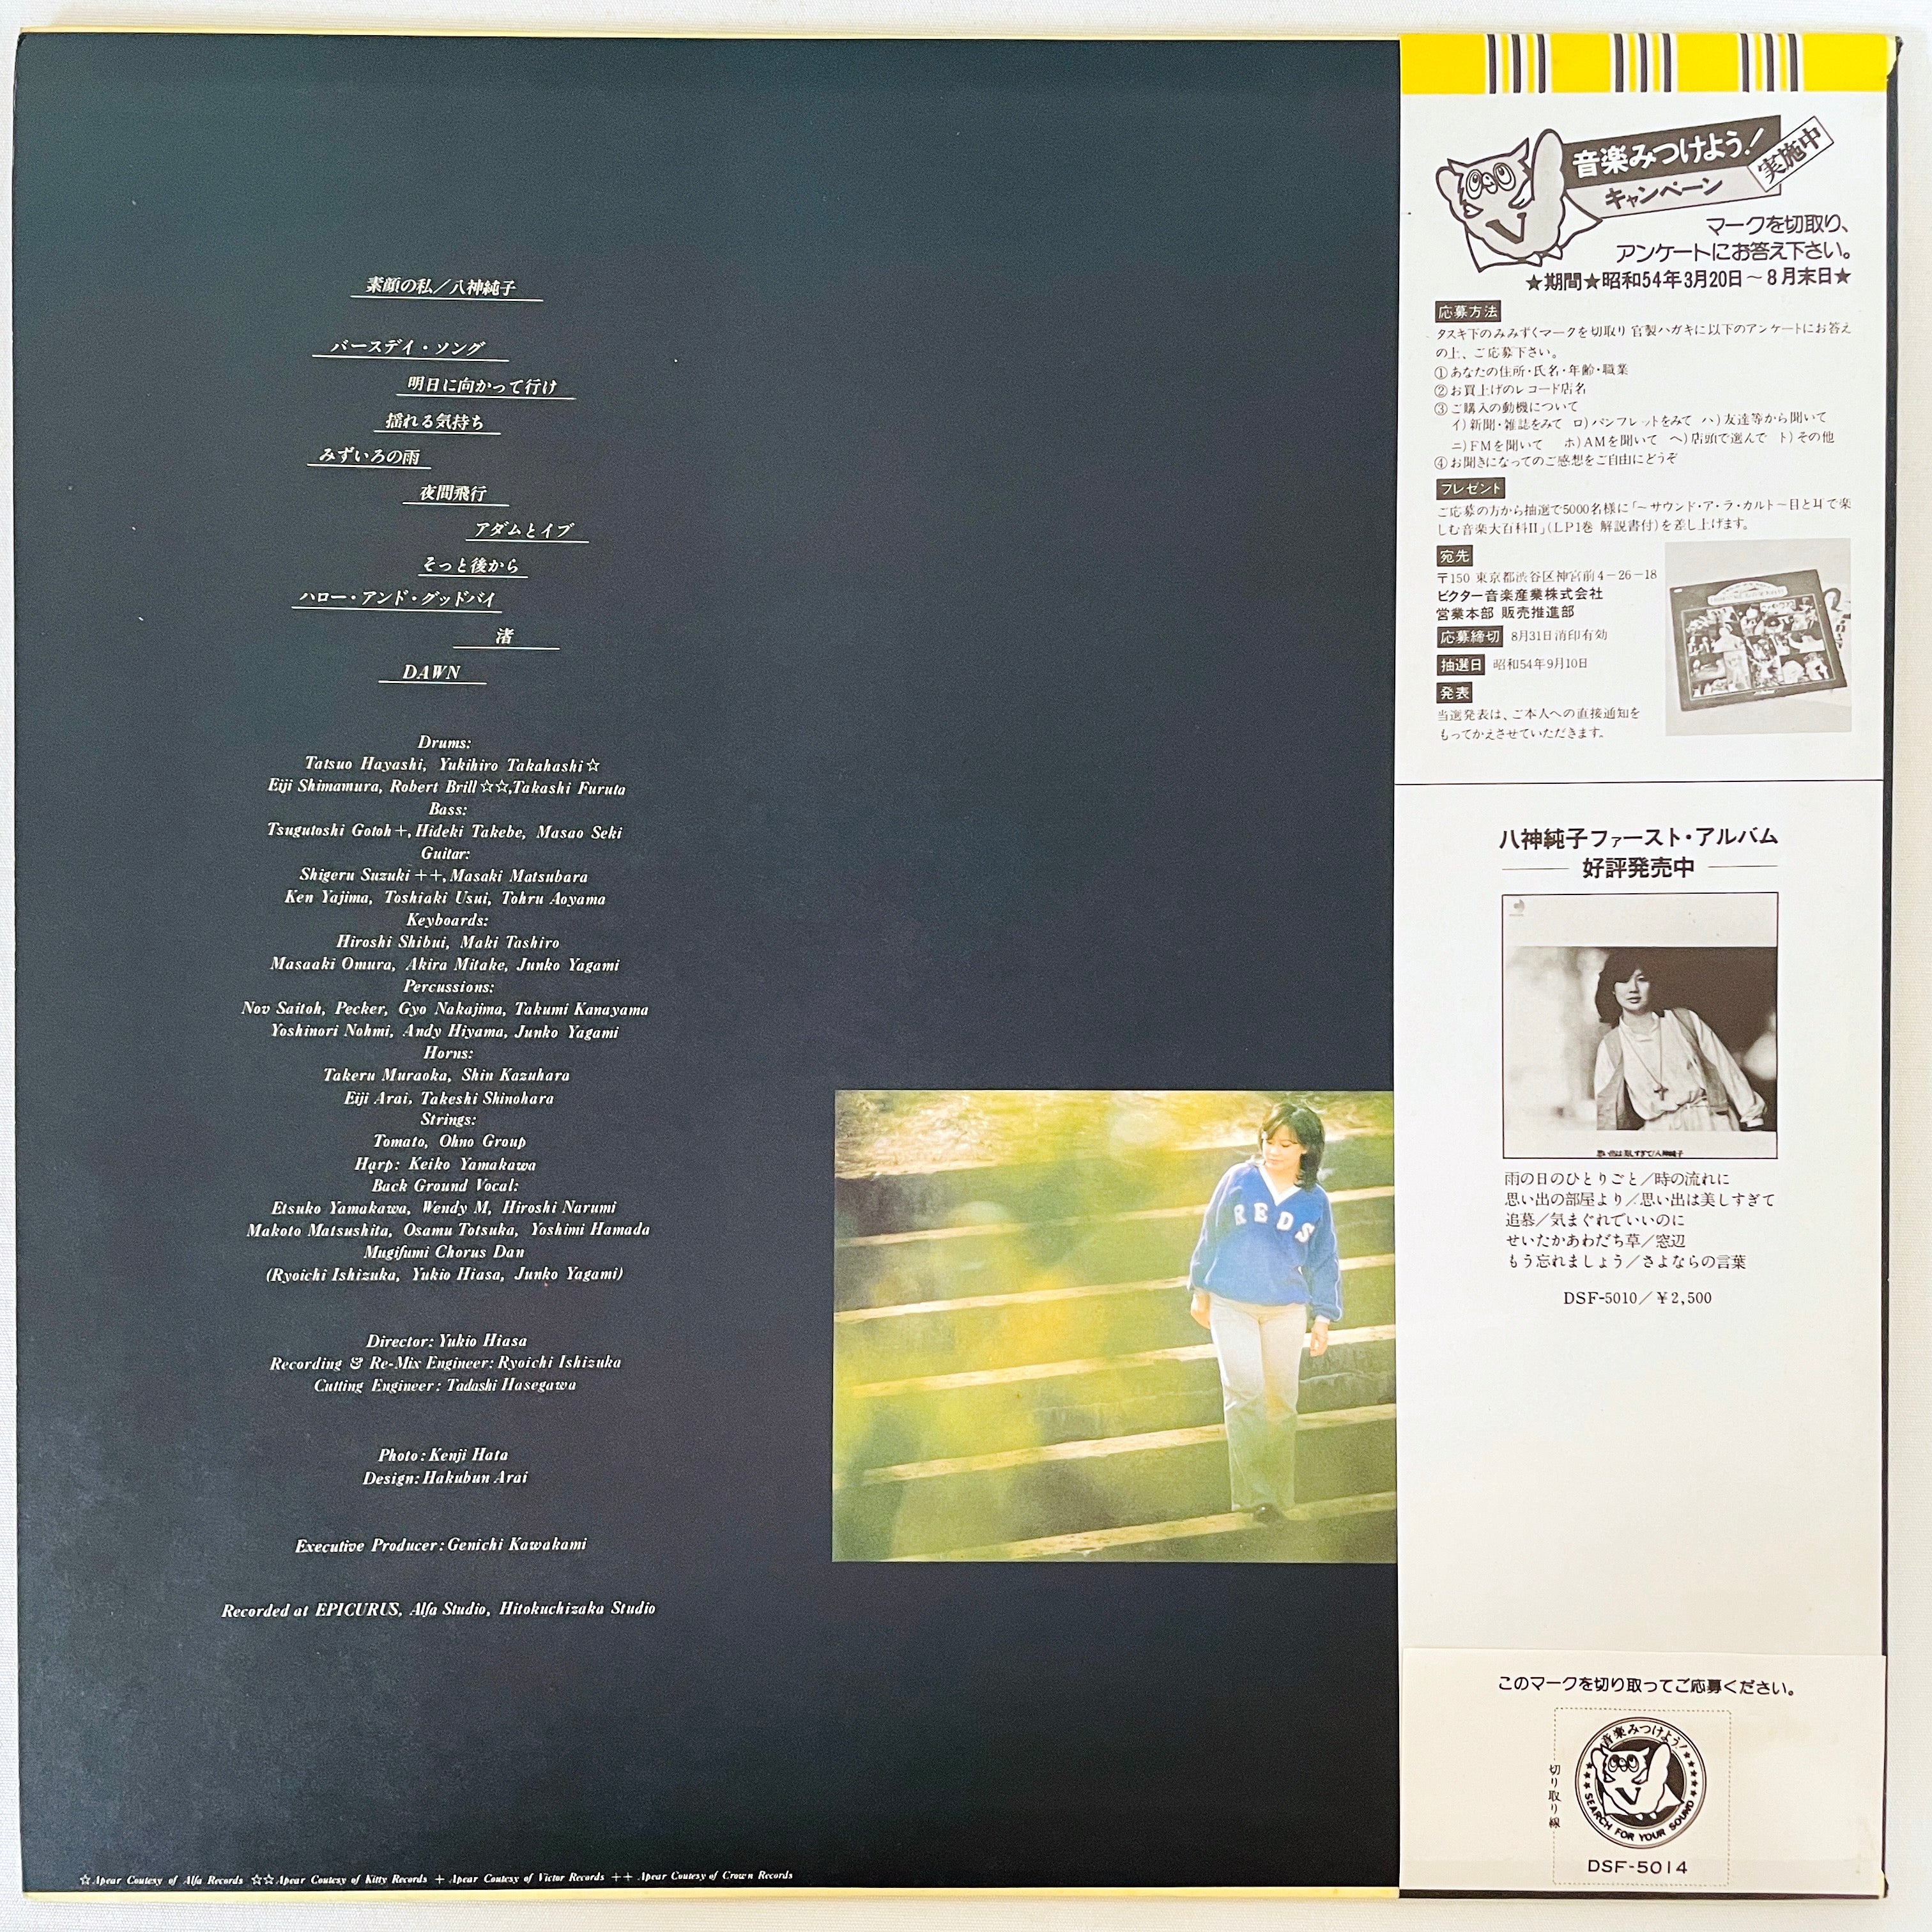 素顔の私／八神純子
バースデイ・ソング
明日に向かって行け
揺れる気持ち
みずいろの雨
夜間飛行
アダムとイブ
そっと後から
ハロー・アンド・グッドバイ
渚
DAWN
Drums:
Tatsuo Hayashi, Yukihiro Takahashi☆
Eiji Shimamura, Robert Brill☆☆,Takashi Furuta
Bass:
Tsugutoshi Gotoh+, Hideki Takebe, Masao Seki
Guitar:
Shigeru Suzuki++, Masaki Matsubara
Ken Yajima, Toshiaki Usui, Tohru Aoyama
Keyboards:
Hiroshi Shibui, Maki Tashiro
Masaaki Omura, Akira Mitake, Junko Yagami
Percussions:
Nov Saitoh, Pecker, Gyo Nakajima, Takumi Kanayama
Yoshinori Nohmi, Andy Hiyama, Junko Yagami
Horns:
Takeru Muraoka, Shin Kazuhara
Eiji Arai, Takeshi Shinohara
Strings:
Tomato, Ohno Group
Harp: Keiko Yamakawa
Back Ground Vocal:
Etsuko Yamakawa, Wendy M, Hiroshi Narumi
Makoto Matsushita, Osamu Totsuka, Yoshimi Hamada
Mugifumi Chorus Dan
(Ryoichi Ishizuka, Yukio Hiasa, Junko Yagami)
Director: Yukio Hiasa
Recording & Re-Mix Engineer: Ryoichi Ishizuka
Cutting Engineer: Tadashi Hasegawa
Photo: Kenji Hata
Design: Hakubun Arai
Executive Producer: Genichi Kawakami
Recorded at EPICURUS, Alfa Studio, Hitokuchizaka Studio
☆Apear Coutesy of Alfa Records ☆☆Apear Coutesy of Kitty Records + Apear Coutesy of Victor Records ++ Apear Coutesy of Crown Records
REDS
音楽みつけよう！
キャンペーン
実施中
V
マークを切取り、
アンケートにお答え下さい。
★期間★昭和54年3月20日～8月末日★
応募方法
タスキ下のみみずくマークを切取り官製ハガキに以下のアンケートにお答え
の上、ご応募下さい。
①あなたの住所・氏名・年齢・職業
②お買上げのレコード店名
③ご購入の動機について
イ)新聞・雑誌をみて ロ)パンフレットをみて ハ)友達等から聞いて
ニ)FMを聞いて ホ)AMを聞いて ヘ)店頭で選んで ト)その他
④お聞きになってのご感想をご自由にどうぞ
プレゼント
ご応募の方から抽選で5000名様に「～サウンド・ア・ラ・カルト～目と耳で楽
しむ音楽大百科II」(LP1巻 解説書付)を差し上げます。
宛先
〒150 東京都渋谷区神宮前4-26-18
ビクター音楽産業株式会社
営業本部 販売推進部
応募締切 8月31日消印有効
抽選日 昭和54年9月10日
発表
当選発表は、ご本人への直接通知を
もってかえさせていただきます。
八神純子ファースト・アルバム
好評発売中
思い出は美しすぎて/八神純子
雨の日のひとりごと／時の流れに
思い出の部屋より／思い出は美しすぎて
追慕／気まぐれでいいのに
せいたかあわだち草／窓辺
もう忘れましょう／さよならの言葉
DSF-5010／￥2,500
このマークを切り取ってご応募ください。
切り取り線
音楽みつけよう！
SEARCH FOR YOUR SOUND
DSF-5014